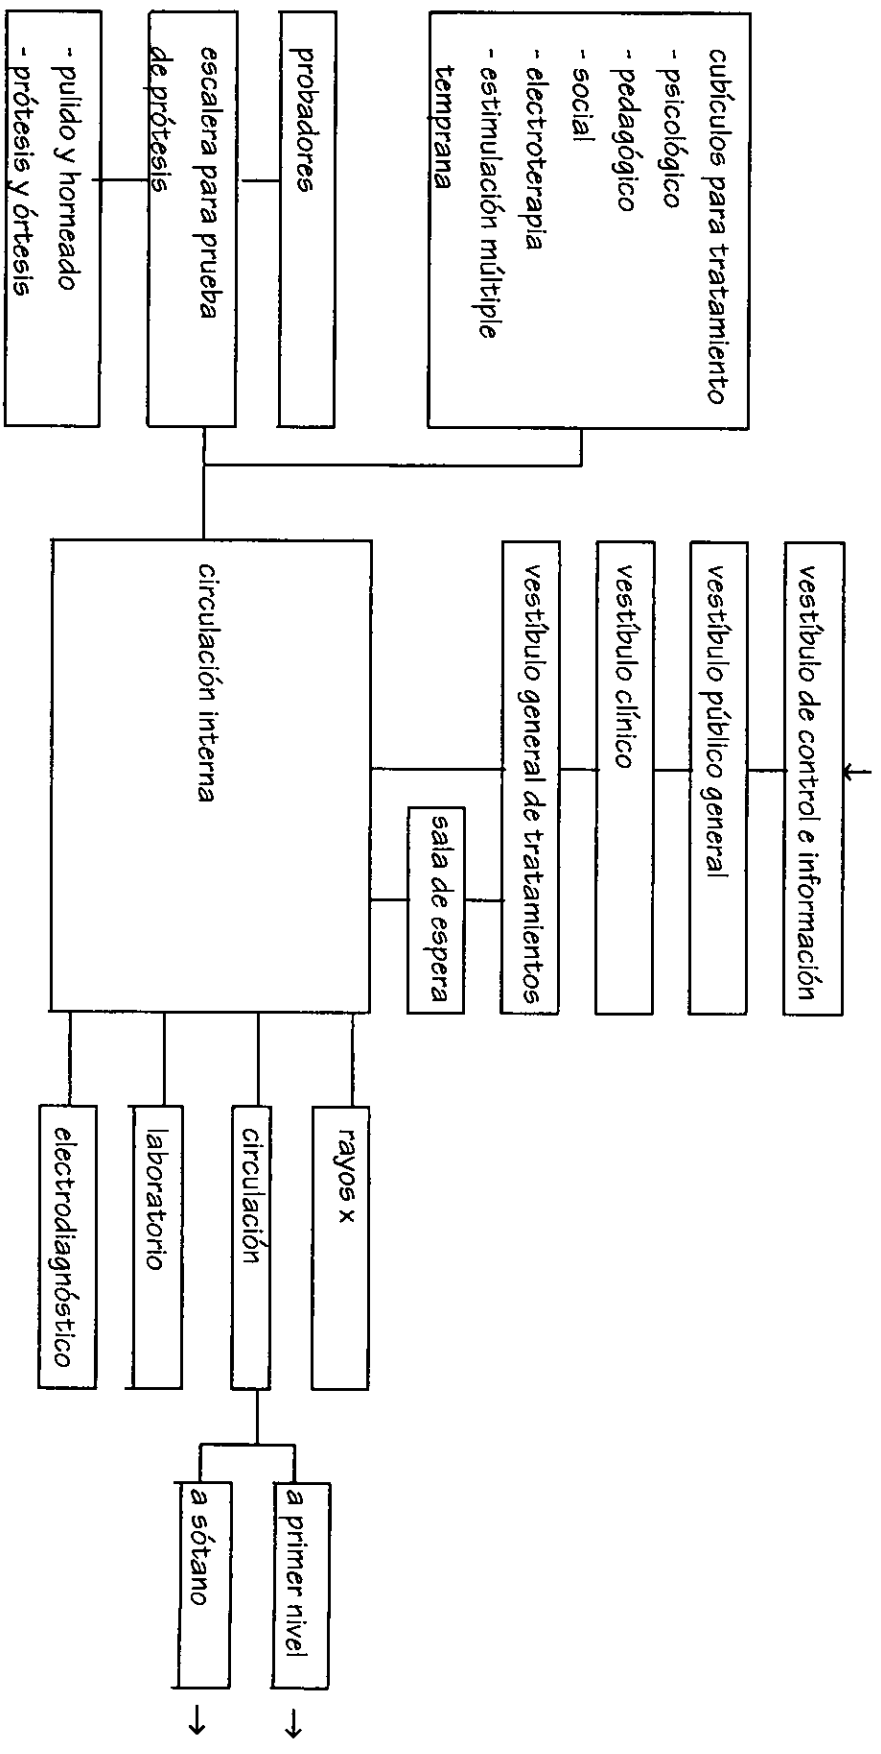 vestíbulo de control e información
vestíbulo público general
vestíbulo clínico
vestíbulo general de tratamientos
sala de espera
cubículos para tratamiento
- psicológico
- pedagógico
- social
- electroterapia
- estimulación múltiple
temprana
probadores
escalera para prueba
de prótesis
- pulido y horneado
- prótesis y órtesis
circulación interna
rayos x
circulación
laboratorio
electrodiagnóstico
a primer nivel
a sótano